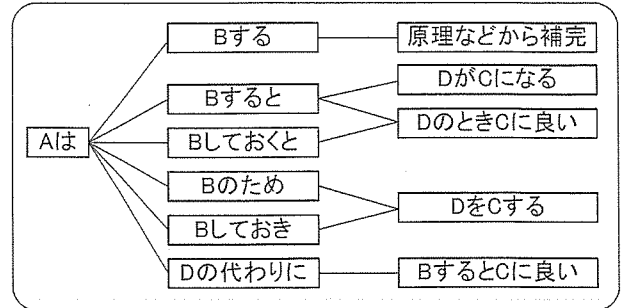 Bする
原理などから補完
DがCになる
Bすると
DのときCに良い
Aは
Bしておくと
Bのため
DをCする
Bしておき
Dの代わりに
BするとCに良い